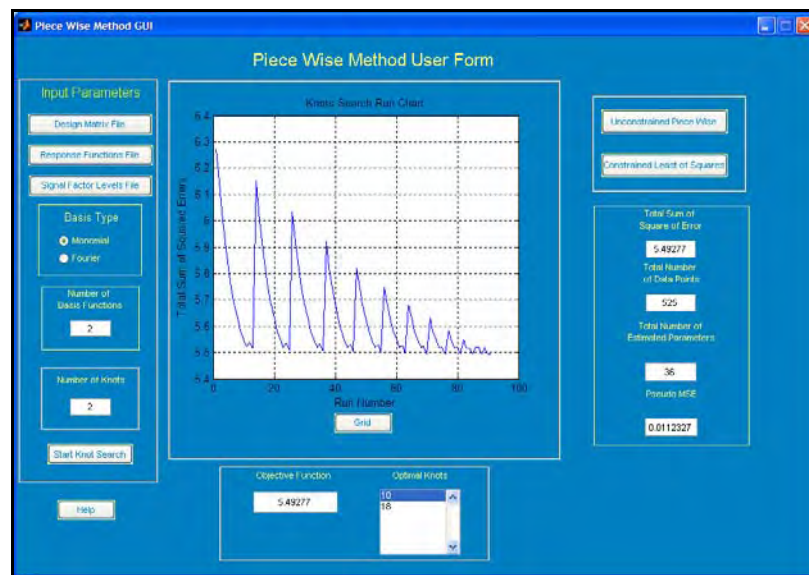 Piece Wise Method GUI
Piece Wise Method User Form
Input Parameters
Design Matrix File
Response Functions File
Signal Factor Levels File
Basis Type
Monomial
Fourier
Number of
Basis Functions
2
Number of Knots
2
Start Knot Search
Help
Knots Search Run Chart
Total Sum of Squared Errors
6.4
6.3
6.2
6.1
6
5.9
5.8
5.7
5.6
5.5
5.4
0
20
40
60
80
100
Run Number
Grid
Objective Function
5.49277
Optimal Knots
10
18
Unconstrained Piece Wise
Constrained Least of Squares
Total Sum of
Square of Error
5.49277
Total Number
of Data Points
525
Total Number of
Estimated Parameters
36
Pseudo MSE
0.0112327